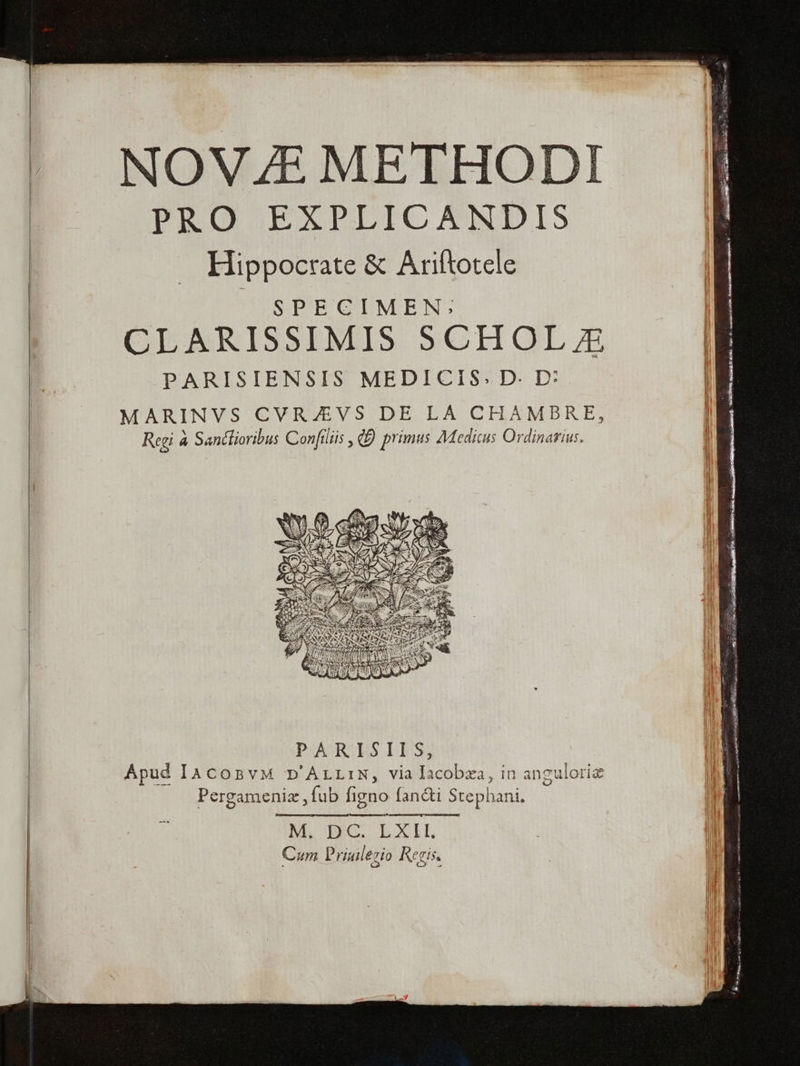 NOVÆ METHODI
PRO EXPLICANDIS
Hippocrate & Ariſtotele
SPECIMEN;
CLARISSIMIS SCHOLÆ
PARISIENSIS MEDICIS. D. D:
MARINVS CVRÆVS DE LA CHAMBRE,
Regi à Sanctioribus Conſiliis, & primus Medicus Ordinarius.
PARISIIS,
Apud IACOBVM D'ALLIN, via Iacobæa, in anguloriæ
Pergameniæ, ſub ſigno ſancti Stephani.
M. DC. LXII.
Cum Priuilegio Regis.